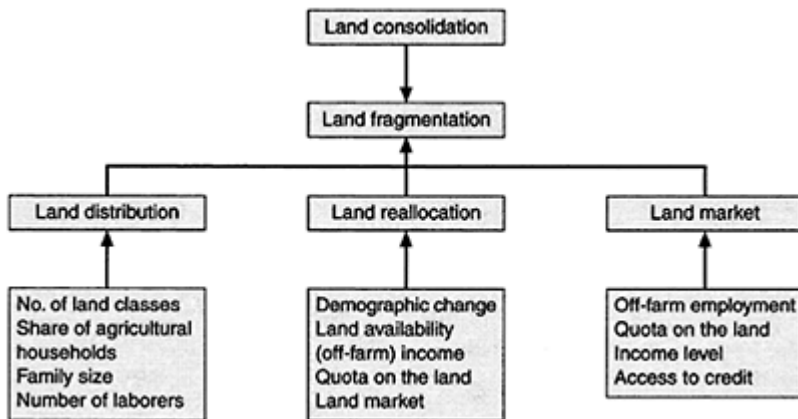 Land consolidation
Land fragmentation
Land distribution
Land reallocation
Land market
No. of land classes
Share of agricultural
households
Family size
Number of laborers
Demographic change
Land availability
(off-farm) income
Quota on the land
Land market
Off-farm employment
Quota on the land
Income level
Access to credit